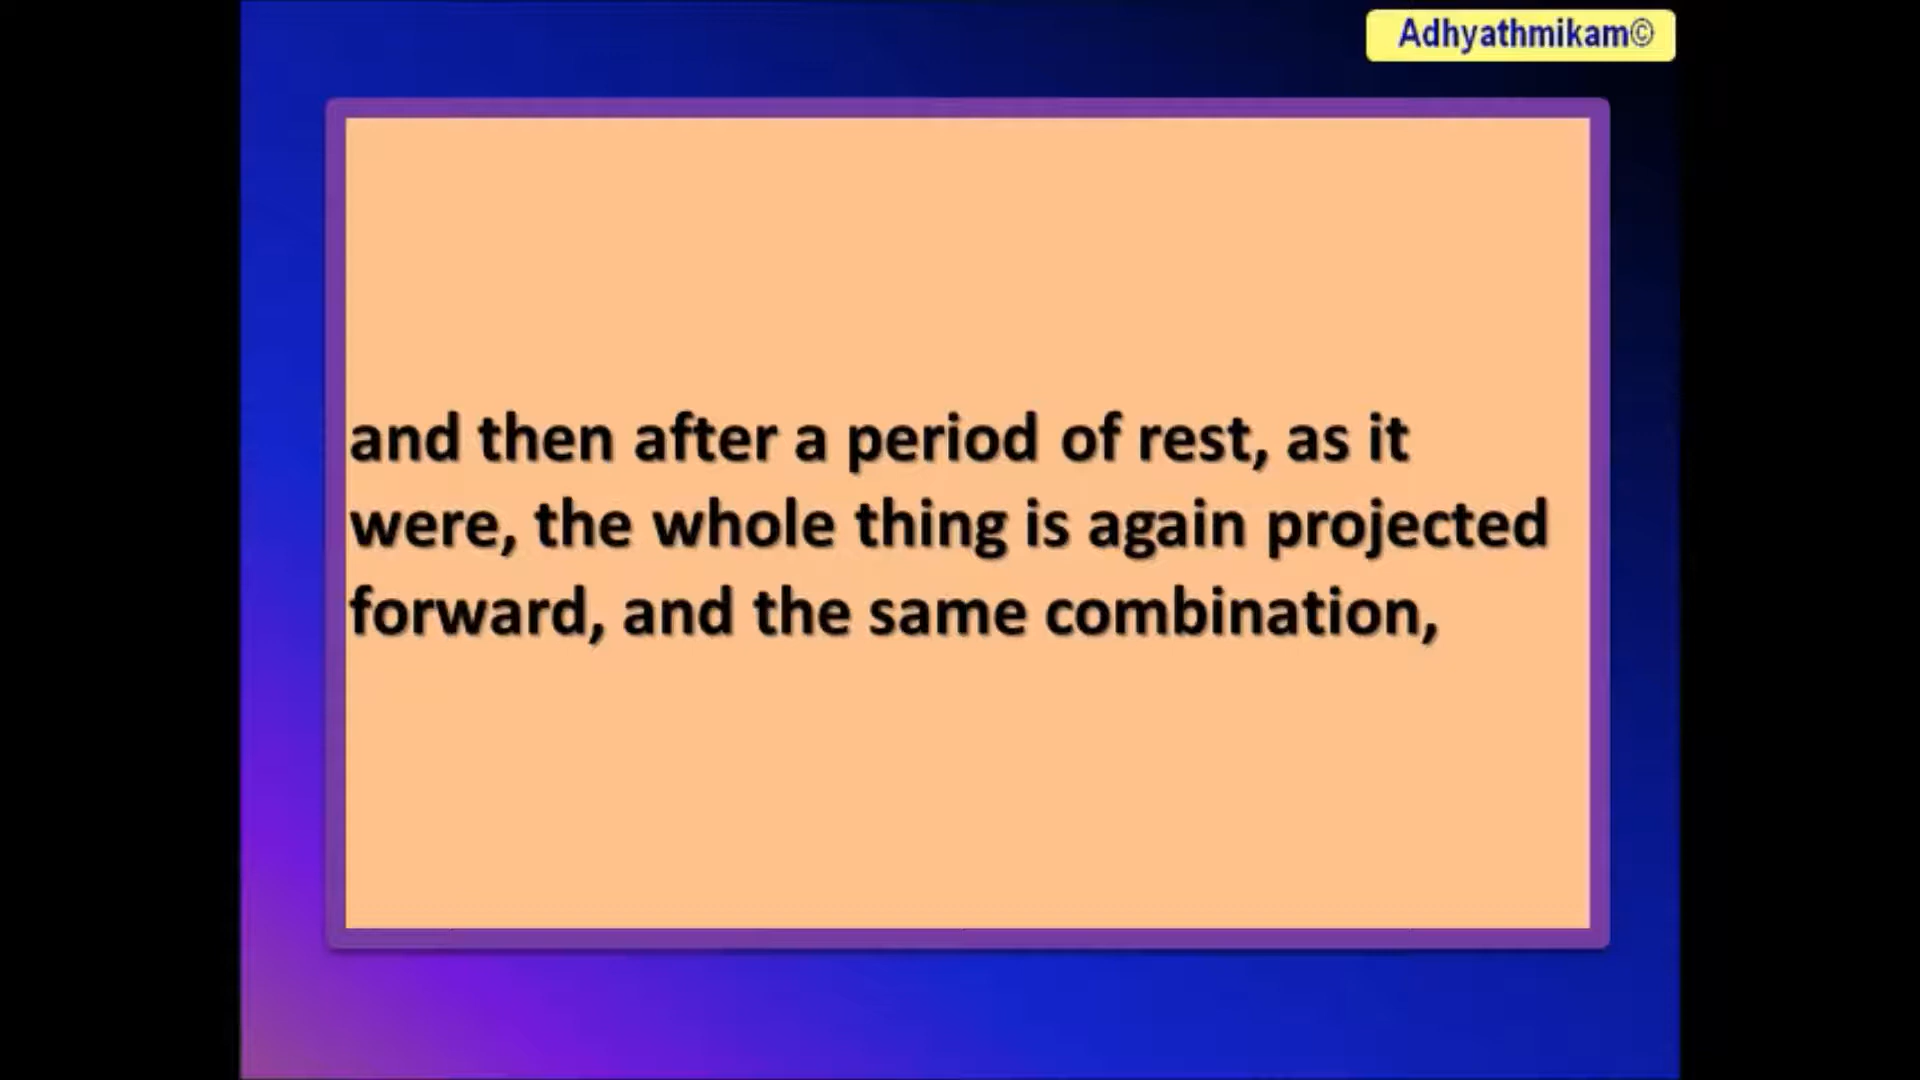 Adhyathmikam©
and then after a period of rest, as it
were, the whole thing is again projected
forward, and the same combination,